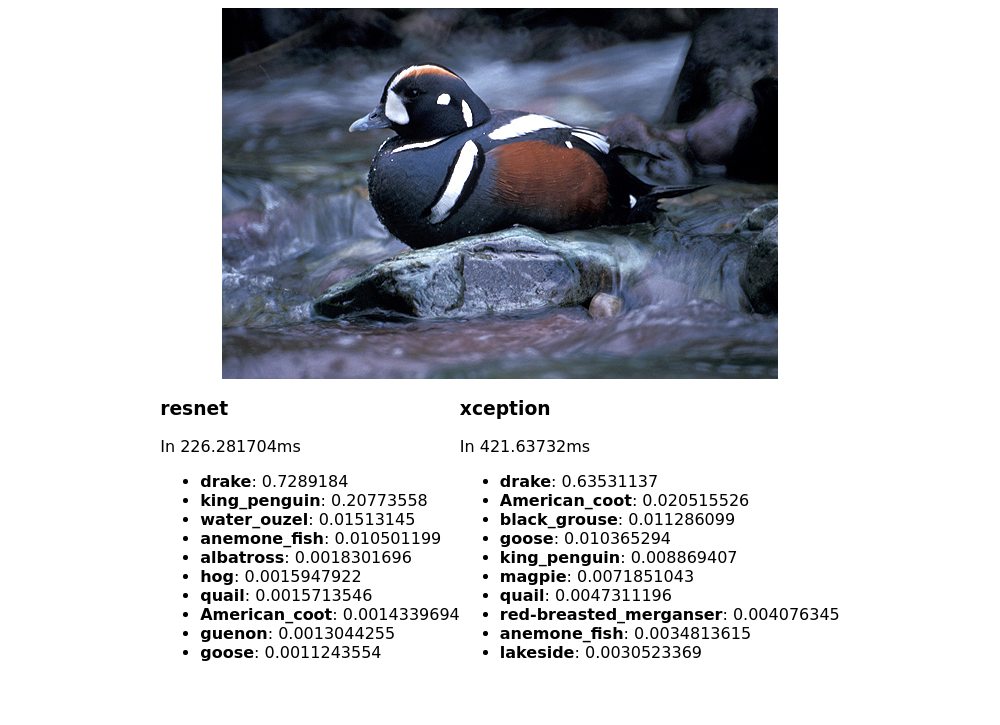 resnet
In 226.281704ms
drake: 0.7289184
king_penguin: 0.20773558
water_ouzel: 0.01513145
anemone_fish: 0.010501199
albatross: 0.0018301696
hog: 0.0015947922
quail: 0.0015713546
American_coot: 0.0014339694
guenon: 0.0013044255
goose: 0.0011243554
xception
In 421.63732ms
drake: 0.63531137
American_coot: 0.020515526
black_grouse: 0.011286099
goose: 0.010365294
king_penguin: 0.008869407
magpie: 0.0071851043
quail: 0.0047311196
red-breasted_merganser: 0.004076345
anemone_fish: 0.0034813615
lakeside: 0.0030523369